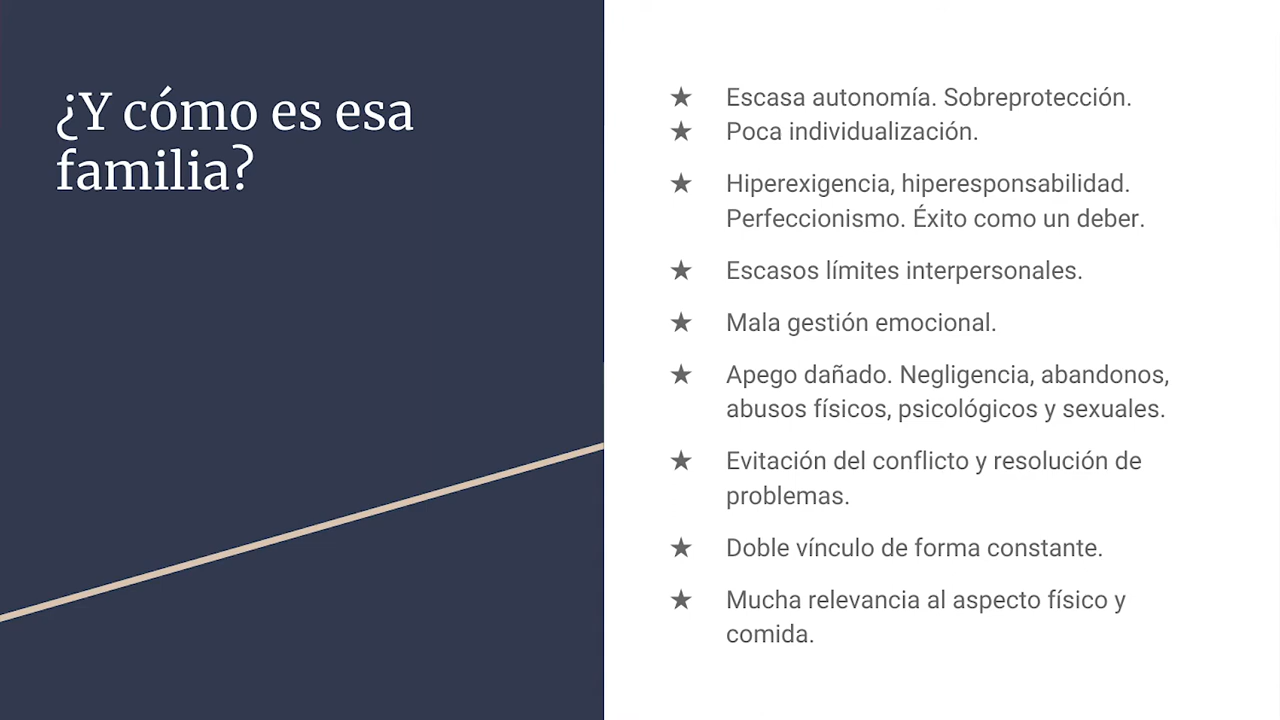 ¿Y cómo es esa
familia?
★ Escasa autonomía. Sobreprotección.
★ Poca individualización.
★ Hiperexigencia, hiperesponsabilidad.
Perfeccionismo. Éxito como un deber.
★ Escasos límites interpersonales.
★ Mala gestión emocional.
★ Apego dañado. Negligencia, abandonos,
abusos físicos, psicológicos y sexuales.
★ Evitación del conflicto y resolución de
problemas.
★ Doble vínculo de forma constante.
★ Mucha relevancia al aspecto físico y
comida.